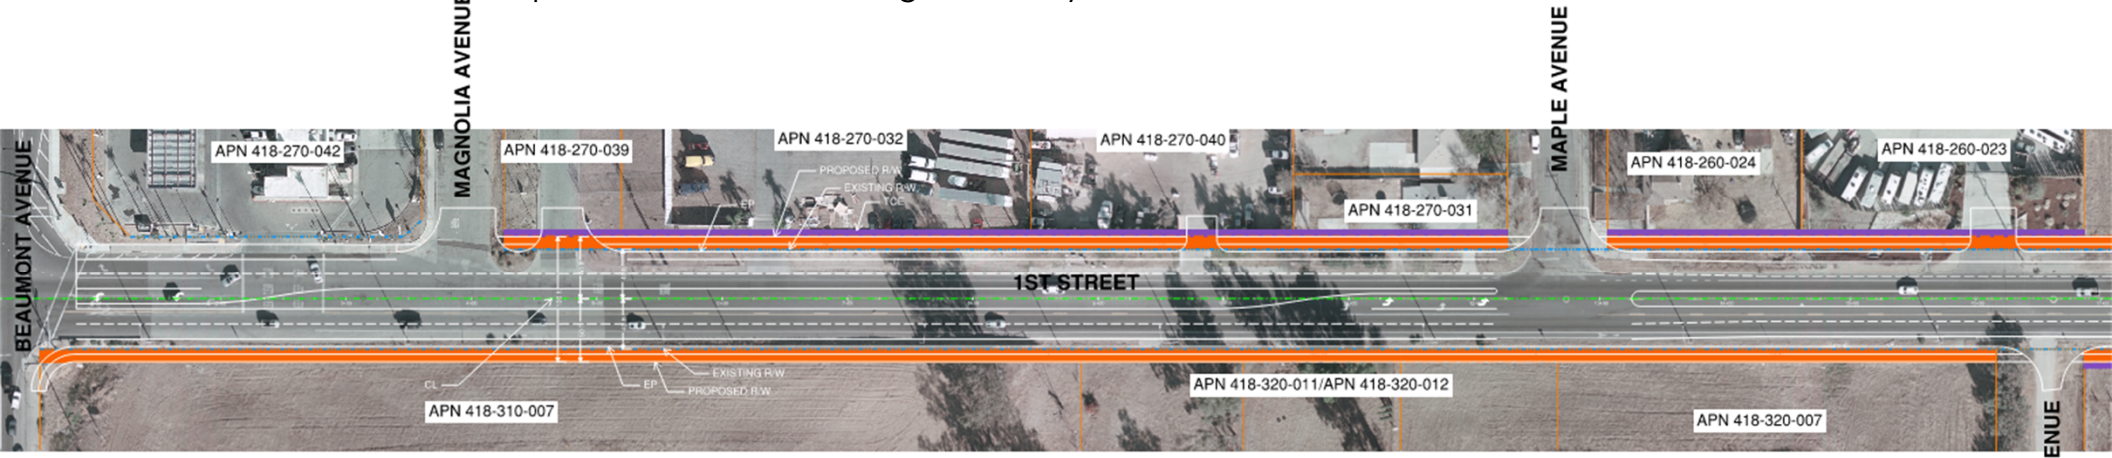 MAGNOLIA AVENUE
MAPLE AVENUE
BEAUMONT AVENUE
APN 418-270-042
APN 418-270-039
APN 418-270-032
APN 418-270-040
APN 418-270-031
APN 418-260-024
APN 418-260-023
PROPOSED R/W
EXISTING R/W
TCE
EP
1ST STREET
CL
EP
EXISTING R/W
PROPOSED R/W
APN 418-310-007
APN 418-320-011/APN 418-320-012
APN 418-320-007
ENUE